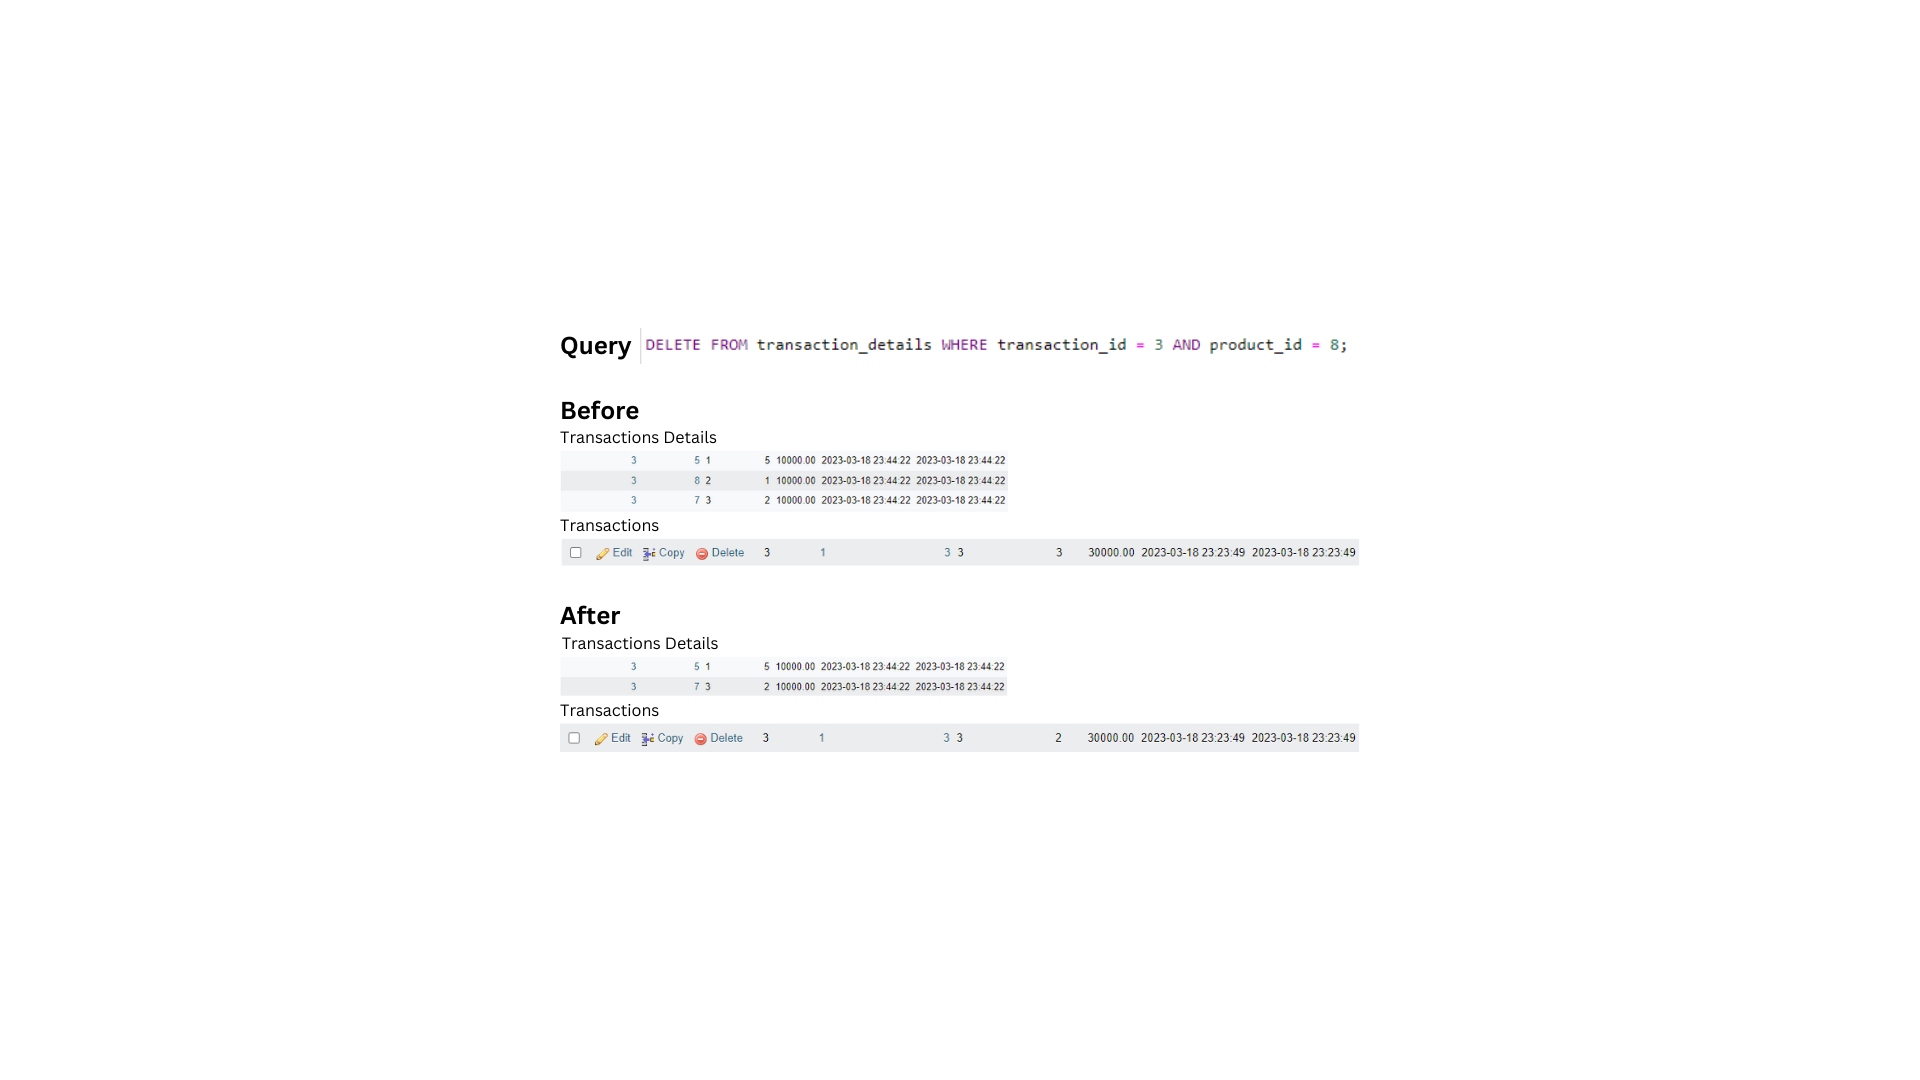 Query DELETE FROM transaction_details WHERE transaction_id = 3 AND product_id = 8;
Before
Transactions Details
3 5 1 5 10000.00 2023-03-18 23:44:22 2023-03-18 23:44:22
3 8 2 1 10000.00 2023-03-18 23:44:22 2023-03-18 23:44:22
3 7 3 2 10000.00 2023-03-18 23:44:22 2023-03-18 23:44:22
Transactions
Edit Copy Delete 3 1 3 3 3 30000.00 2023-03-18 23:23:49 2023-03-18 23:23:49
After
Transactions Details
3 5 1 5 10000.00 2023-03-18 23:44:22 2023-03-18 23:44:22
3 7 3 2 10000.00 2023-03-18 23:44:22 2023-03-18 23:44:22
Transactions
Edit Copy Delete 3 1 3 3 2 30000.00 2023-03-18 23:23:49 2023-03-18 23:23:49